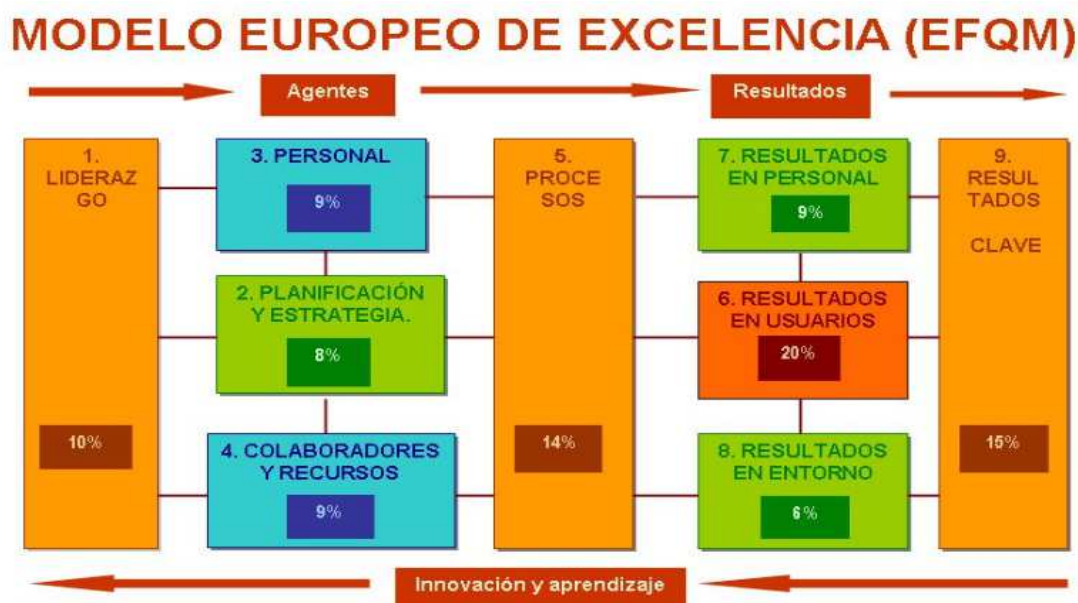 MODELO EUROPEO DE EXCELENCIA (EFQM)
Agentes
Resultados
1.
LIDERAZ
GO
10%
3. PERSONAL
9%
2. PLANIFICACIÓN
Y ESTRATEGIA.
8%
4. COLABORADORES
Y RECURSOS
9%
5.
PROCE
SOS
14%
7. RESULTADOS
EN PERSONAL
9%
6. RESULTADOS
EN USUARIOS
20%
8. RESULTADOS
EN ENTORNO
6%
9.
RESUL
TADOS
CLAVE
15%
Innovación y aprendizaje